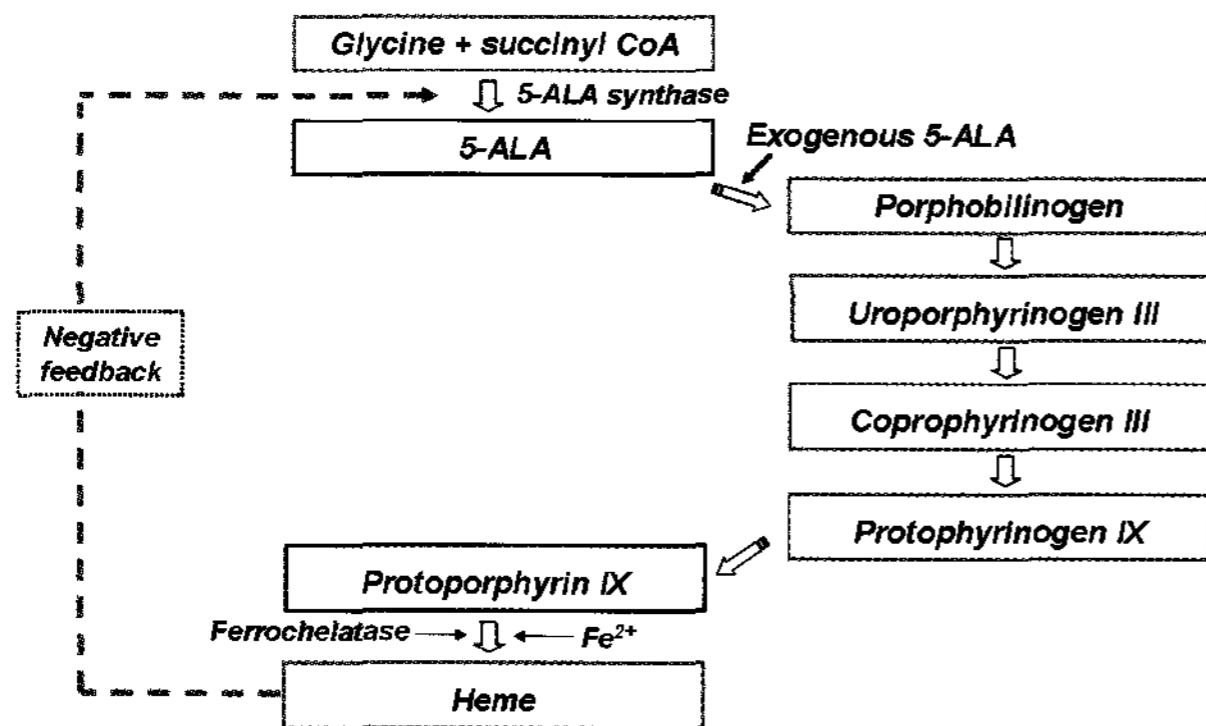 Glycine + succinyl CoA
5-ALA synthase
5-ALA
Exogenous 5-ALA
Porphobilinogen
Uroporphyrinogen III
Negative
feedback
Coprophyrinogen III
Protophyrinogen IX
Protoporphyrin IX
Ferrochelatase
Fe²⁺
Heme